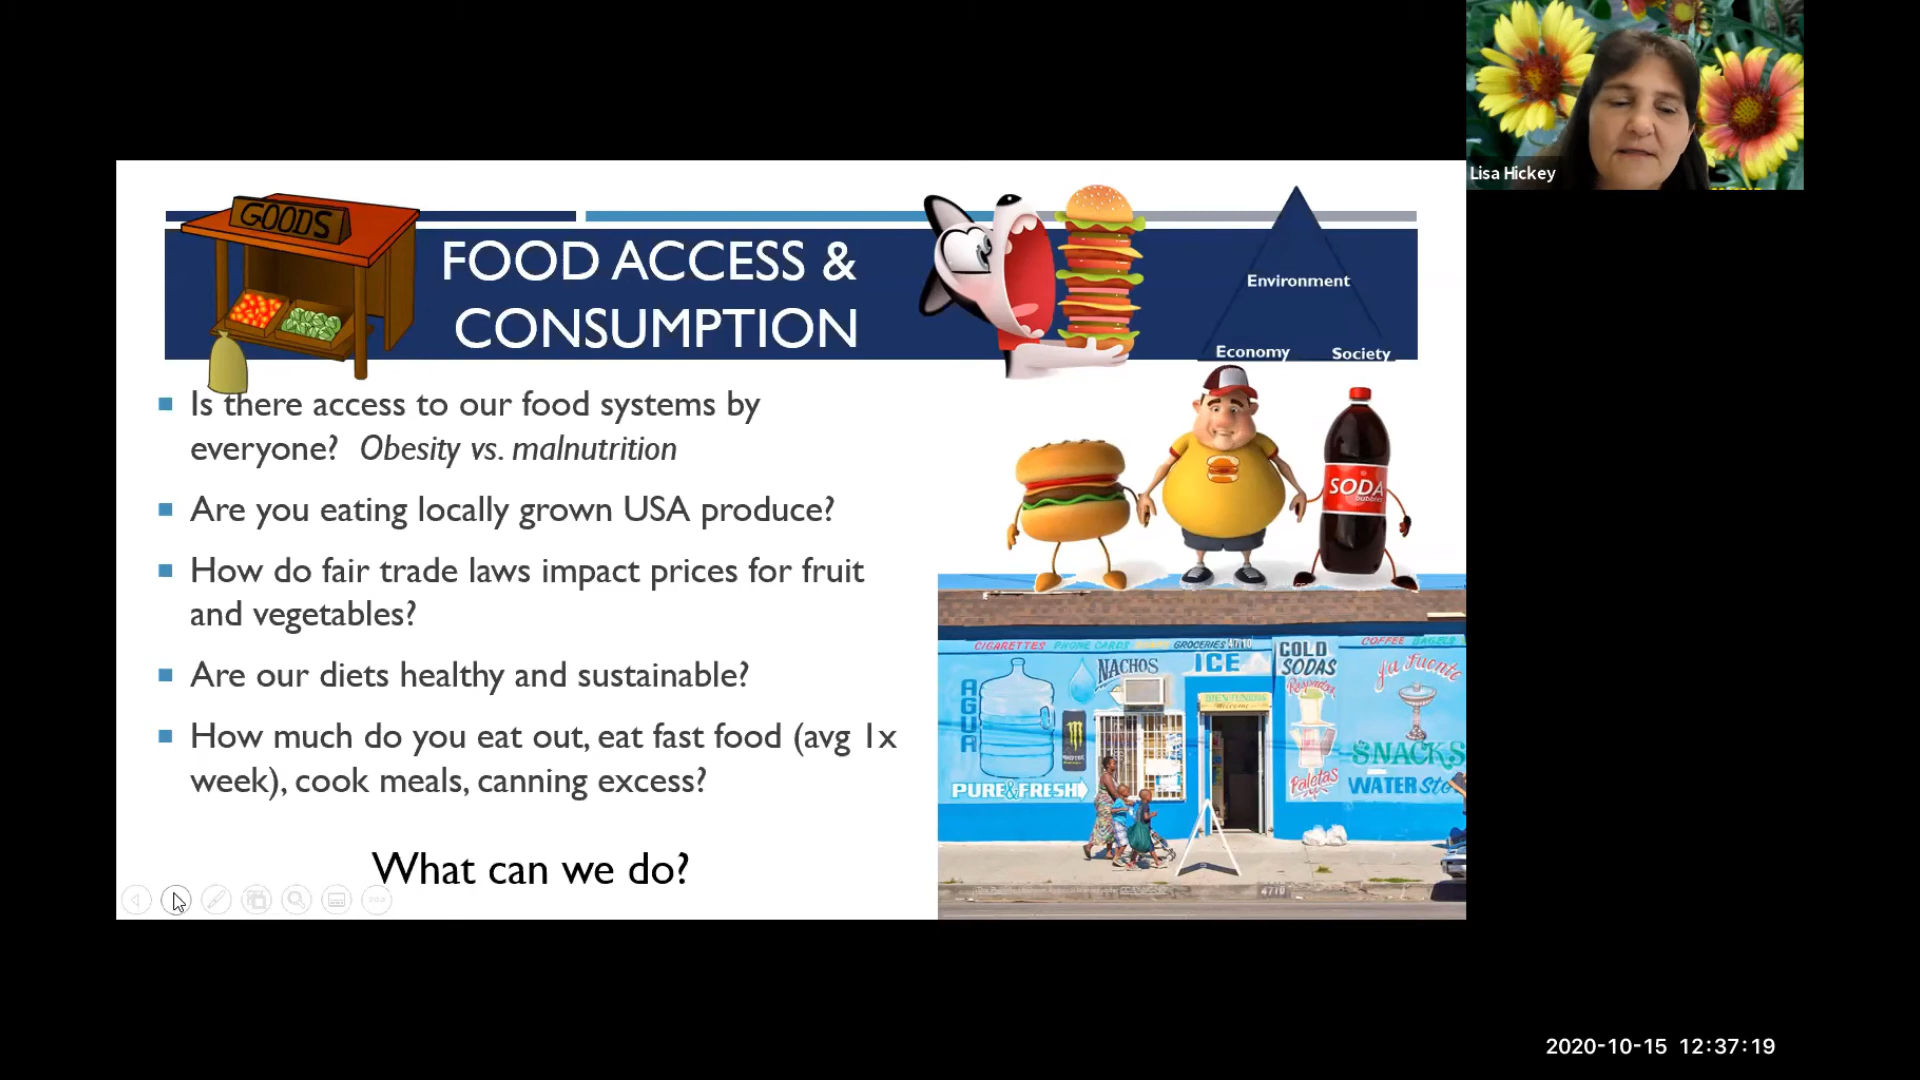 Lisa Hickey
GOODS
FOOD ACCESS &
CONSUMPTION
Environment
Economy
Society
Is there access to our food systems by
everyone? Obesity vs. malnutrition
Are you eating locally grown USA produce?
How do fair trade laws impact prices for fruit
and vegetables?
Are our diets healthy and sustainable?
How much do you eat out, eat fast food (avg 1x
week), cook meals, canning excess?
What can we do?
SODA
bubbles
CIGARETTES PHONE CARDS
GROCERIES
COFFEE BAGELS
NACHOS
ICE
COLD
SODAS
La Fuente
AGUA
Welcome
Raspados
SNACKS
Paletas
WATER
PURE & FRESH
4710
2020-10-15 12:37:19